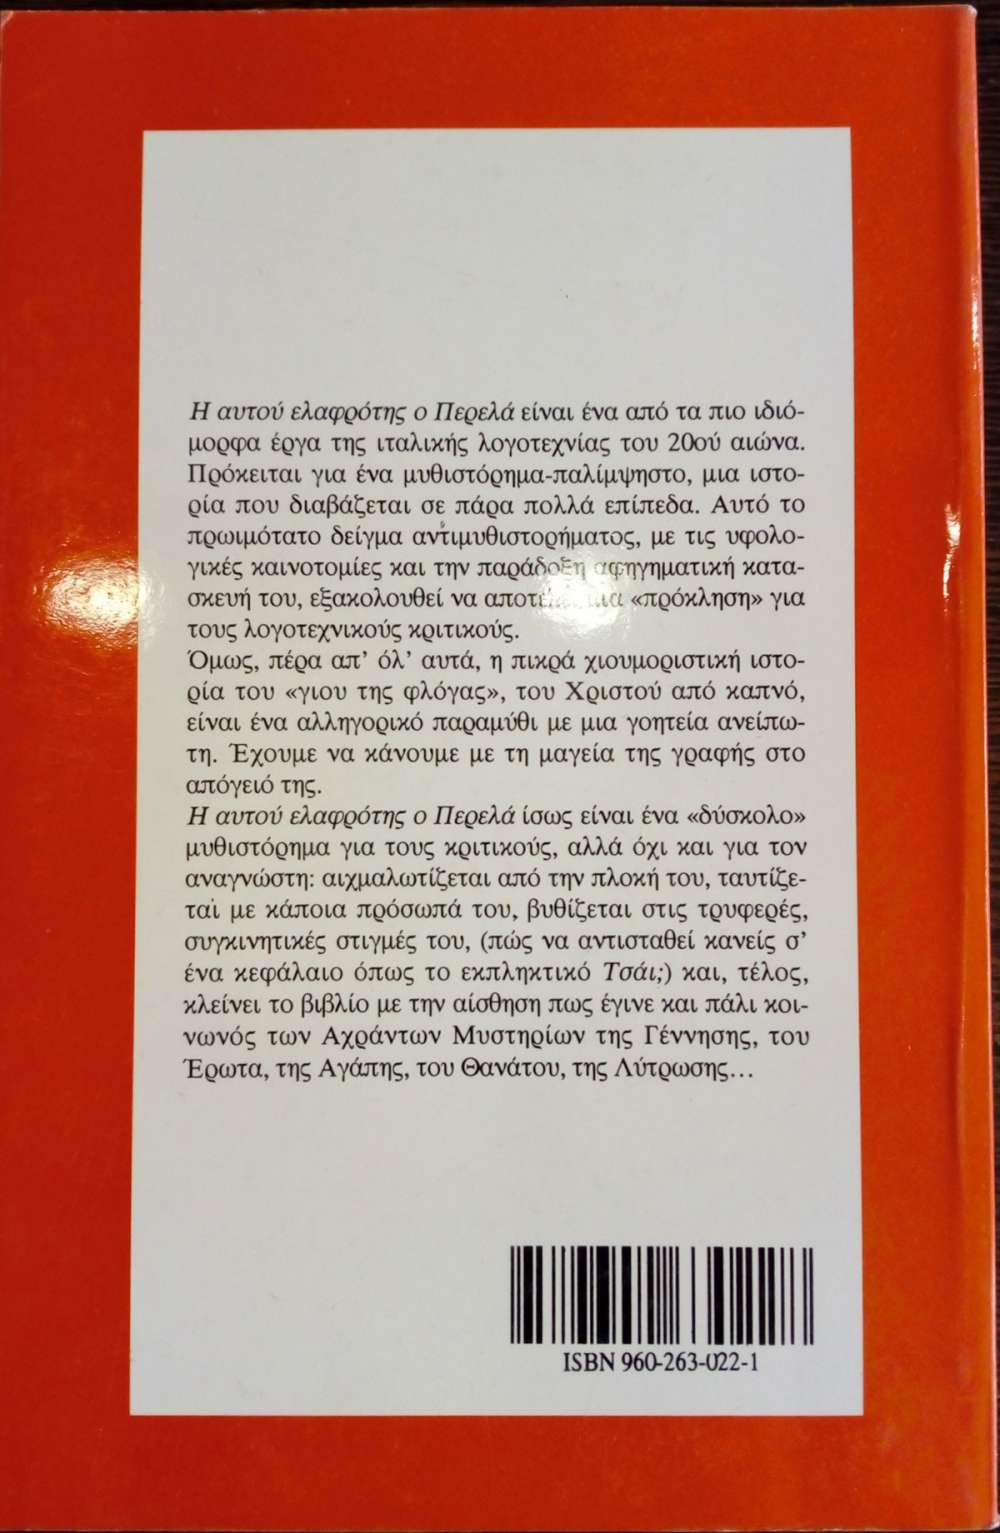 Η αυτού ελαφρότης ο Περελά είναι ένα από τα πιο ιδιό-
μορφα έργα της ιταλικής λογοτεχνίας του 20ού αιώνα.
Πρόκειται για ένα μυθιστόρημα-παλίμψηστο, μια ιστο-
ρία που διαβάζεται σε πάρα πολλά επίπεδα. Αυτό το
πρωιμότατο δείγμα αντιμυθιστορήματος, με τις υφολο-
γικές καινοτομίες και την παράδοξη αφηγηματική κατα-
σκευή του, εξακολουθεί να αποτελεί μια «πρόκληση» για
τους λογοτεχνικούς κριτικούς.
Όμως, πέρα απ' όλ' αυτά, η πικρά χιουμοριστική ιστο-
ρία του «γιου της φλόγας», του Χριστού από καπνό,
είναι ένα αλληγορικό παραμύθι με μια γοητεία ανείπω-
τη. Έχουμε να κάνουμε με τη μαγεία της γραφής στο
απόγειό της.
Η αυτού ελαφρότης ο Περελά ίσως είναι ένα «δύσκολο»
μυθιστόρημα για τους κριτικούς, αλλά όχι και για τον
αναγνώστη: αιχμαλωτίζεται από την πλοκή του, ταυτίζε-
ται με κάποια πρόσωπά του, βυθίζεται στις τρυφερές,
συγκινητικές στιγμές του, (πώς να αντισταθεί κανείς σ'
ένα κεφάλαιο όπως το εκπληκτικό Τσάι;) και, τέλος,
κλείνει το βιβλίο με την αίσθηση πως έγινε και πάλι κοι-
νωνός των Αχράντων Μυστηρίων της Γέννησης, του
Έρωτα, της Αγάπης, του Θανάτου, της Λύτρωσης...
ISBN 960-263-022-1